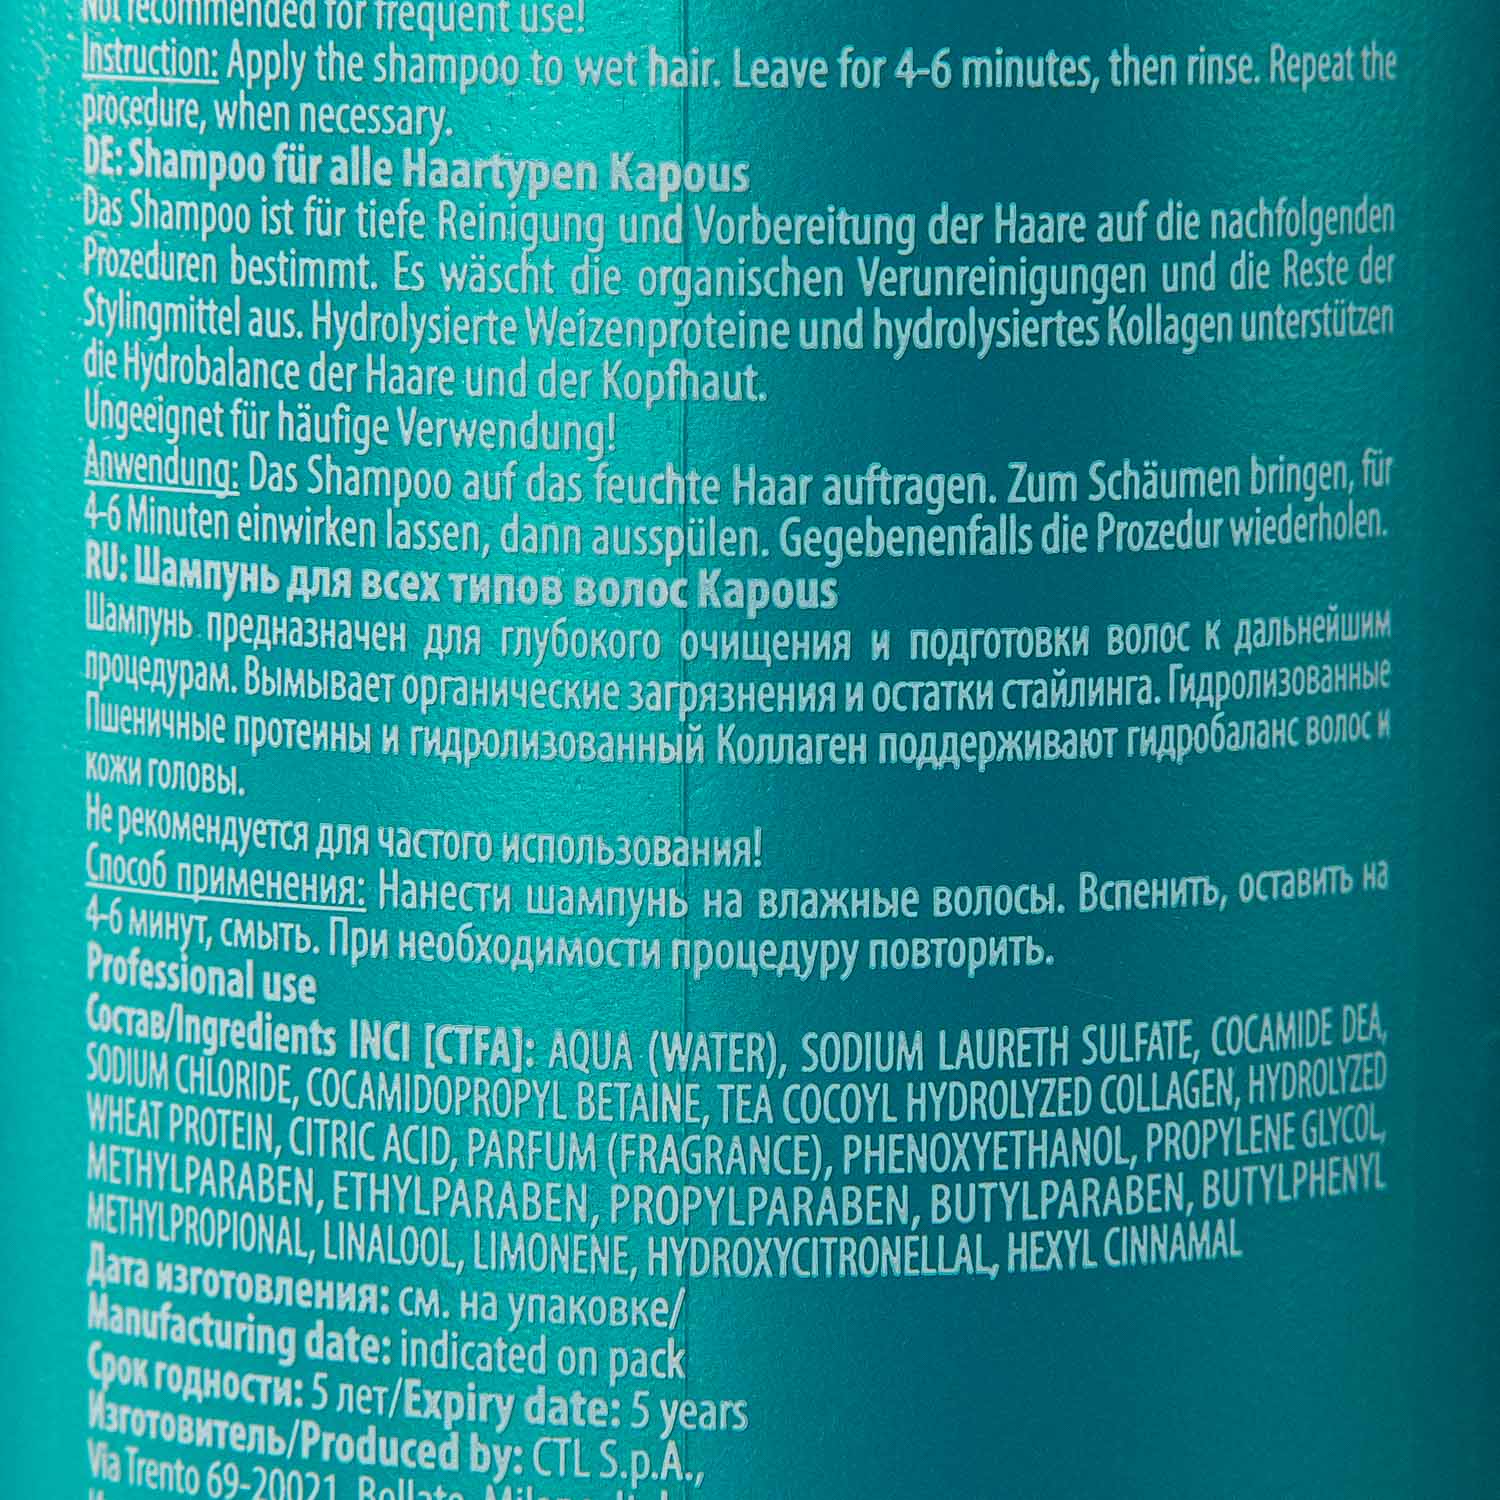 Not recommended for frequent use!
Instruction: Apply the shampoo to wet hair. Leave for 4-6 minutes, then rinse. Repeat the
procedure, when necessary.
DE: Shampoo für alle Haartypen Kapous
Das Shampoo ist für tiefe Reinigung und Vorbereitung der Haare auf die nachfolgenden
Prozeduren bestimmt. Es wäscht die organischen Verunreinigungen und die Reste der
Stylingmittel aus. Hydrolysierte Weizenproteine und hydrolysiertes Kollagen unterstützen
die Hydrobalance der Haare und der Kopfhaut.
Ungeeignet für häufige Verwendung!
Anwendung: Das Shampoo auf das feuchte Haar auftragen. Zum Schäumen bringen, für
4-6 Minuten einwirken lassen, dann ausspülen. Gegebenenfalls die Prozedur wiederholen.
RU: Шампунь для всех типов волос Kapous
Шампунь предназначен для глубокого очищения и подготовки волос к дальнейшим
процедурам. Вымывает органические загрязнения и остатки стайлинга. Гидролизованные
Пшеничные протеины и гидролизованный Коллаген поддерживают гидробаланс волос и
кожи головы.
Не рекомендуется для частого использования!
Способ применения: Нанести шампунь на влажные волосы. Вспенить, оставить на
4-6 минут, смыть. При необходимости процедуру повторить.
Professional use
Состав/Ingredients INCI [CTFA]: AQUA (WATER), SODIUM LAURETH SULFATE, COCAMIDE DEA,
SODIUM CHLORIDE, COCAMIDOPROPYL BETAINE, TEA COCOYL HYDROLYZED COLLAGEN, HYDROLYZED
WHEAT PROTEIN, CITRIC ACID, PARFUM (FRAGRANCE), PHENOXYETHANOL, PROPYLENE GLYCOL,
METHYLPARABEN, ETHYLPARABEN, PROPYLPARABEN, BUTYLPARABEN, BUTYLPHENYL
METHYLPROPIONAL, LINALOOL, LIMONENE, HYDROXYCITRONELLAL, HEXYL CINNAMAL
Дата изготовления: см. на упаковке/
Manufacturing date: indicated on pack
Срок годности: 5 лет/Expiry date: 5 years
Изготовитель/Produced by: CTL S.p.A.,
Via Trento 69-20021 Bollate,